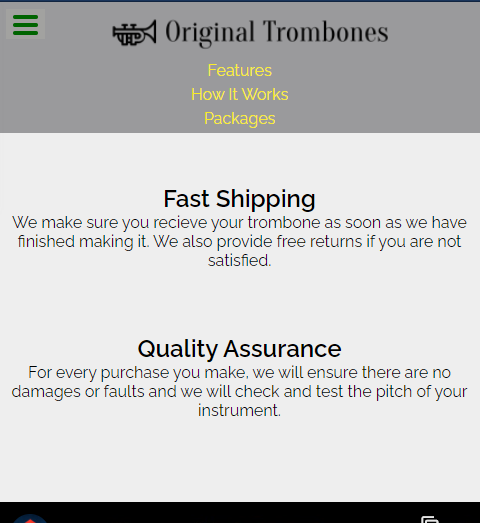 Original Trombones
Features
How It Works
Packages
Fast Shipping
We make sure you recieve your trombone as soon as we have
finished making it. We also provide free returns if you are not
satisfied.
Quality Assurance
For every purchase you make, we will ensure there are no
damages or faults and we will check and test the pitch of your
instrument.